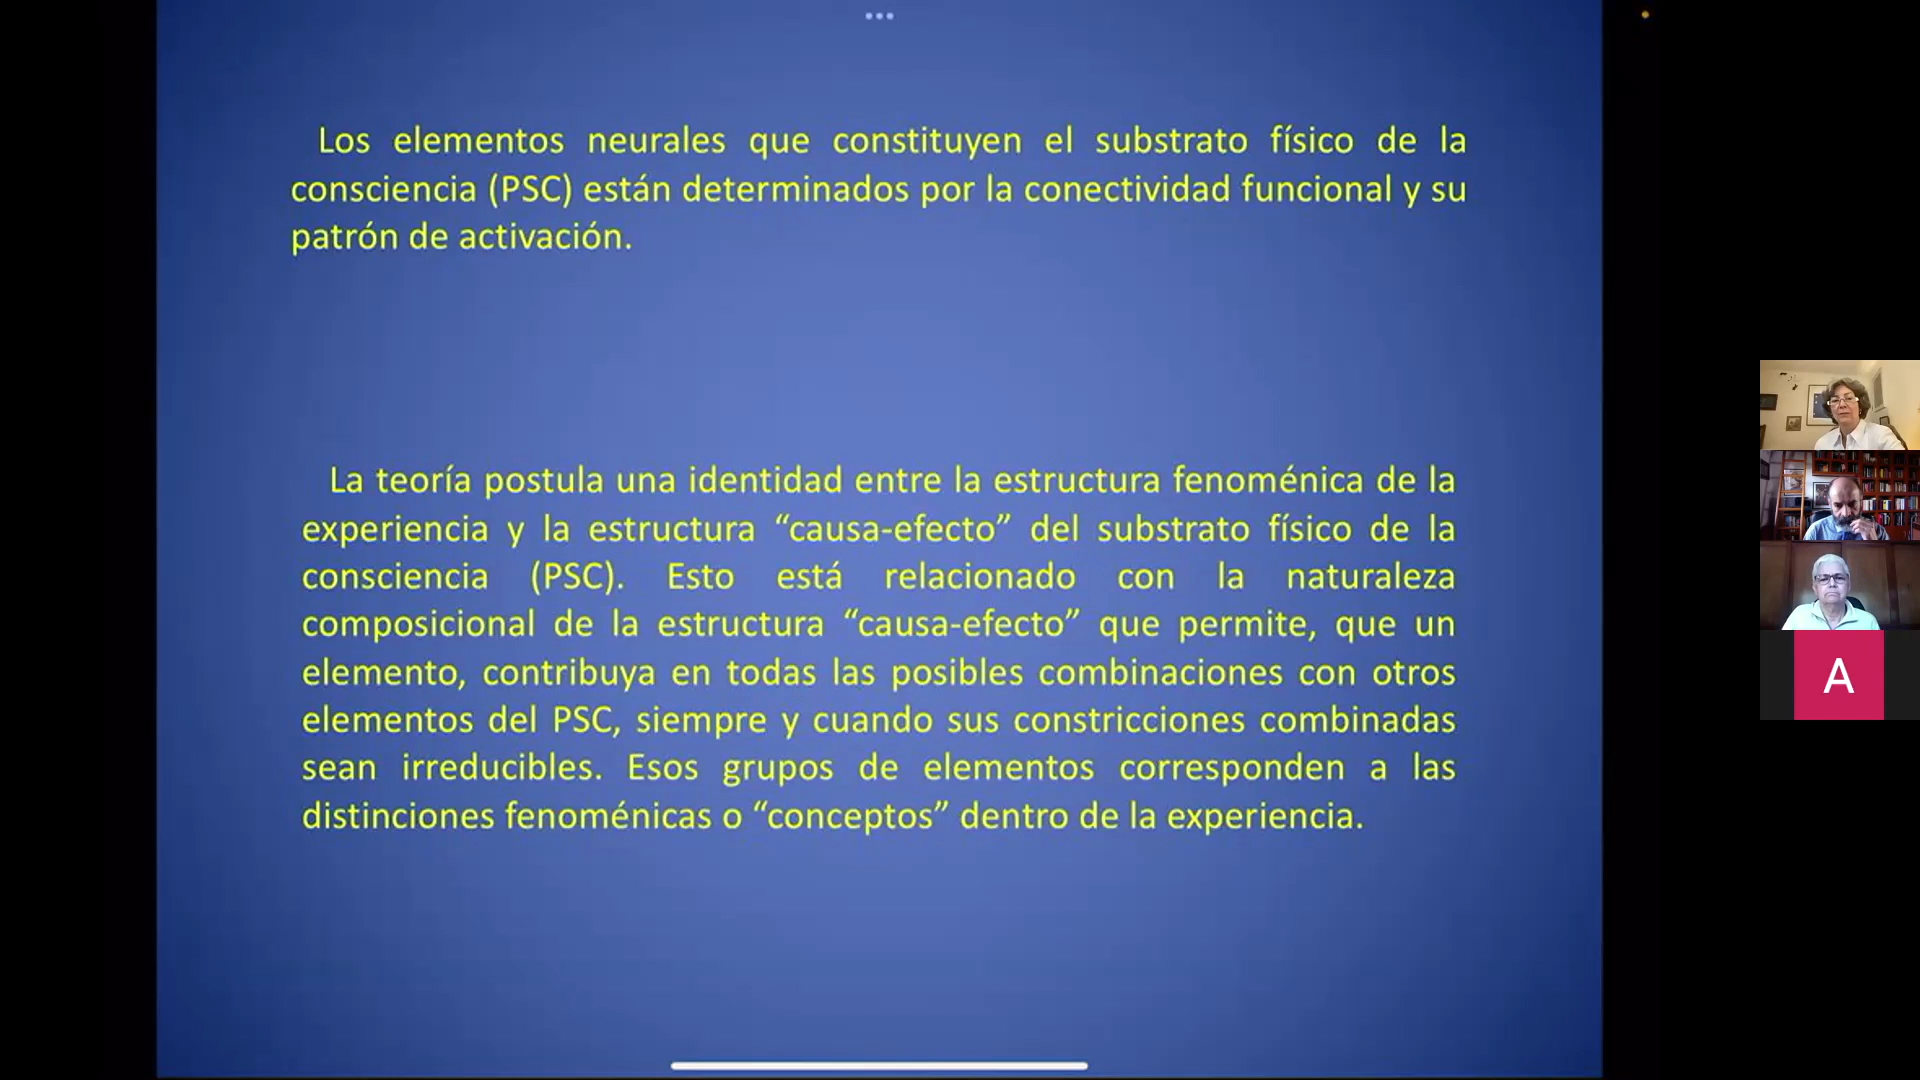 Los elementos neurales que constituyen el substrato físico de la
consciencia (PSC) están determinados por la conectividad funcional y su
patrón de activación.
La teoría postula una identidad entre la estructura fenoménica de la
experiencia y la estructura “causa-efecto” del substrato físico de la
consciencia (PSC). Esto está relacionado con la naturaleza
composicional de la estructura “causa-efecto” que permite, que un
elemento, contribuya en todas las posibles combinaciones con otros
elementos del PSC, siempre y cuando sus constricciones combinadas
sean irreducibles. Esos grupos de elementos corresponden a las
distinciones fenoménicas o “conceptos” dentro de la experiencia.
A